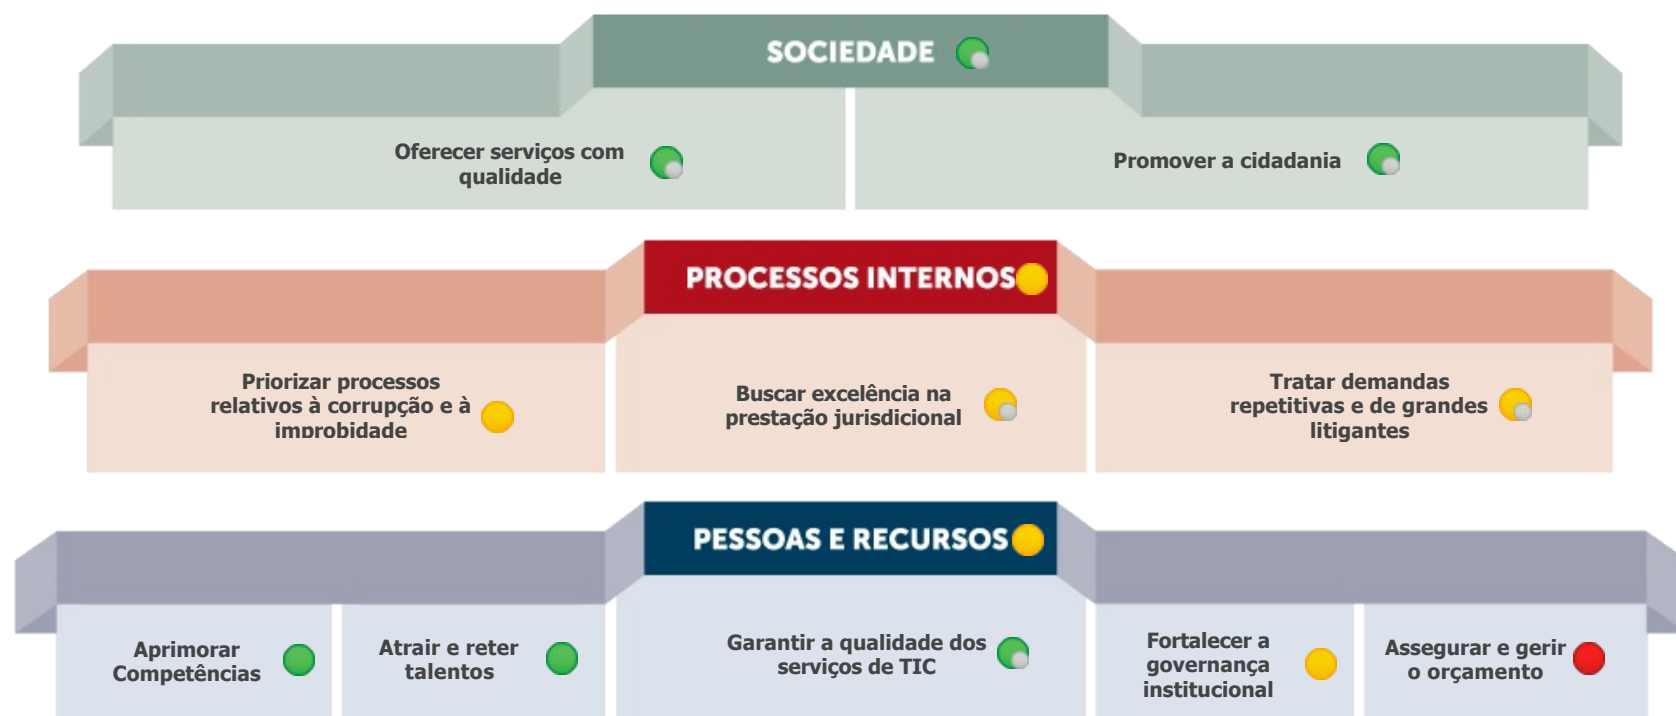 SOCIEDADE
Oferecer serviços com
qualidade
Promover a cidadania
PROCESSOS INTERNOS
Priorizar processos
relativos à corrupção e à
improbidade
Buscar excelência na
prestação jurisdicional
Tratar demandas
repetitivas e de grandes
litigantes
PESSOAS E RECURSOS
Aprimorar
Competências
Atrair e reter
talentos
Garantir a qualidade dos
serviços de TIC
Fortalecer a
governança
institucional
Assegurar e gerir
o orçamento